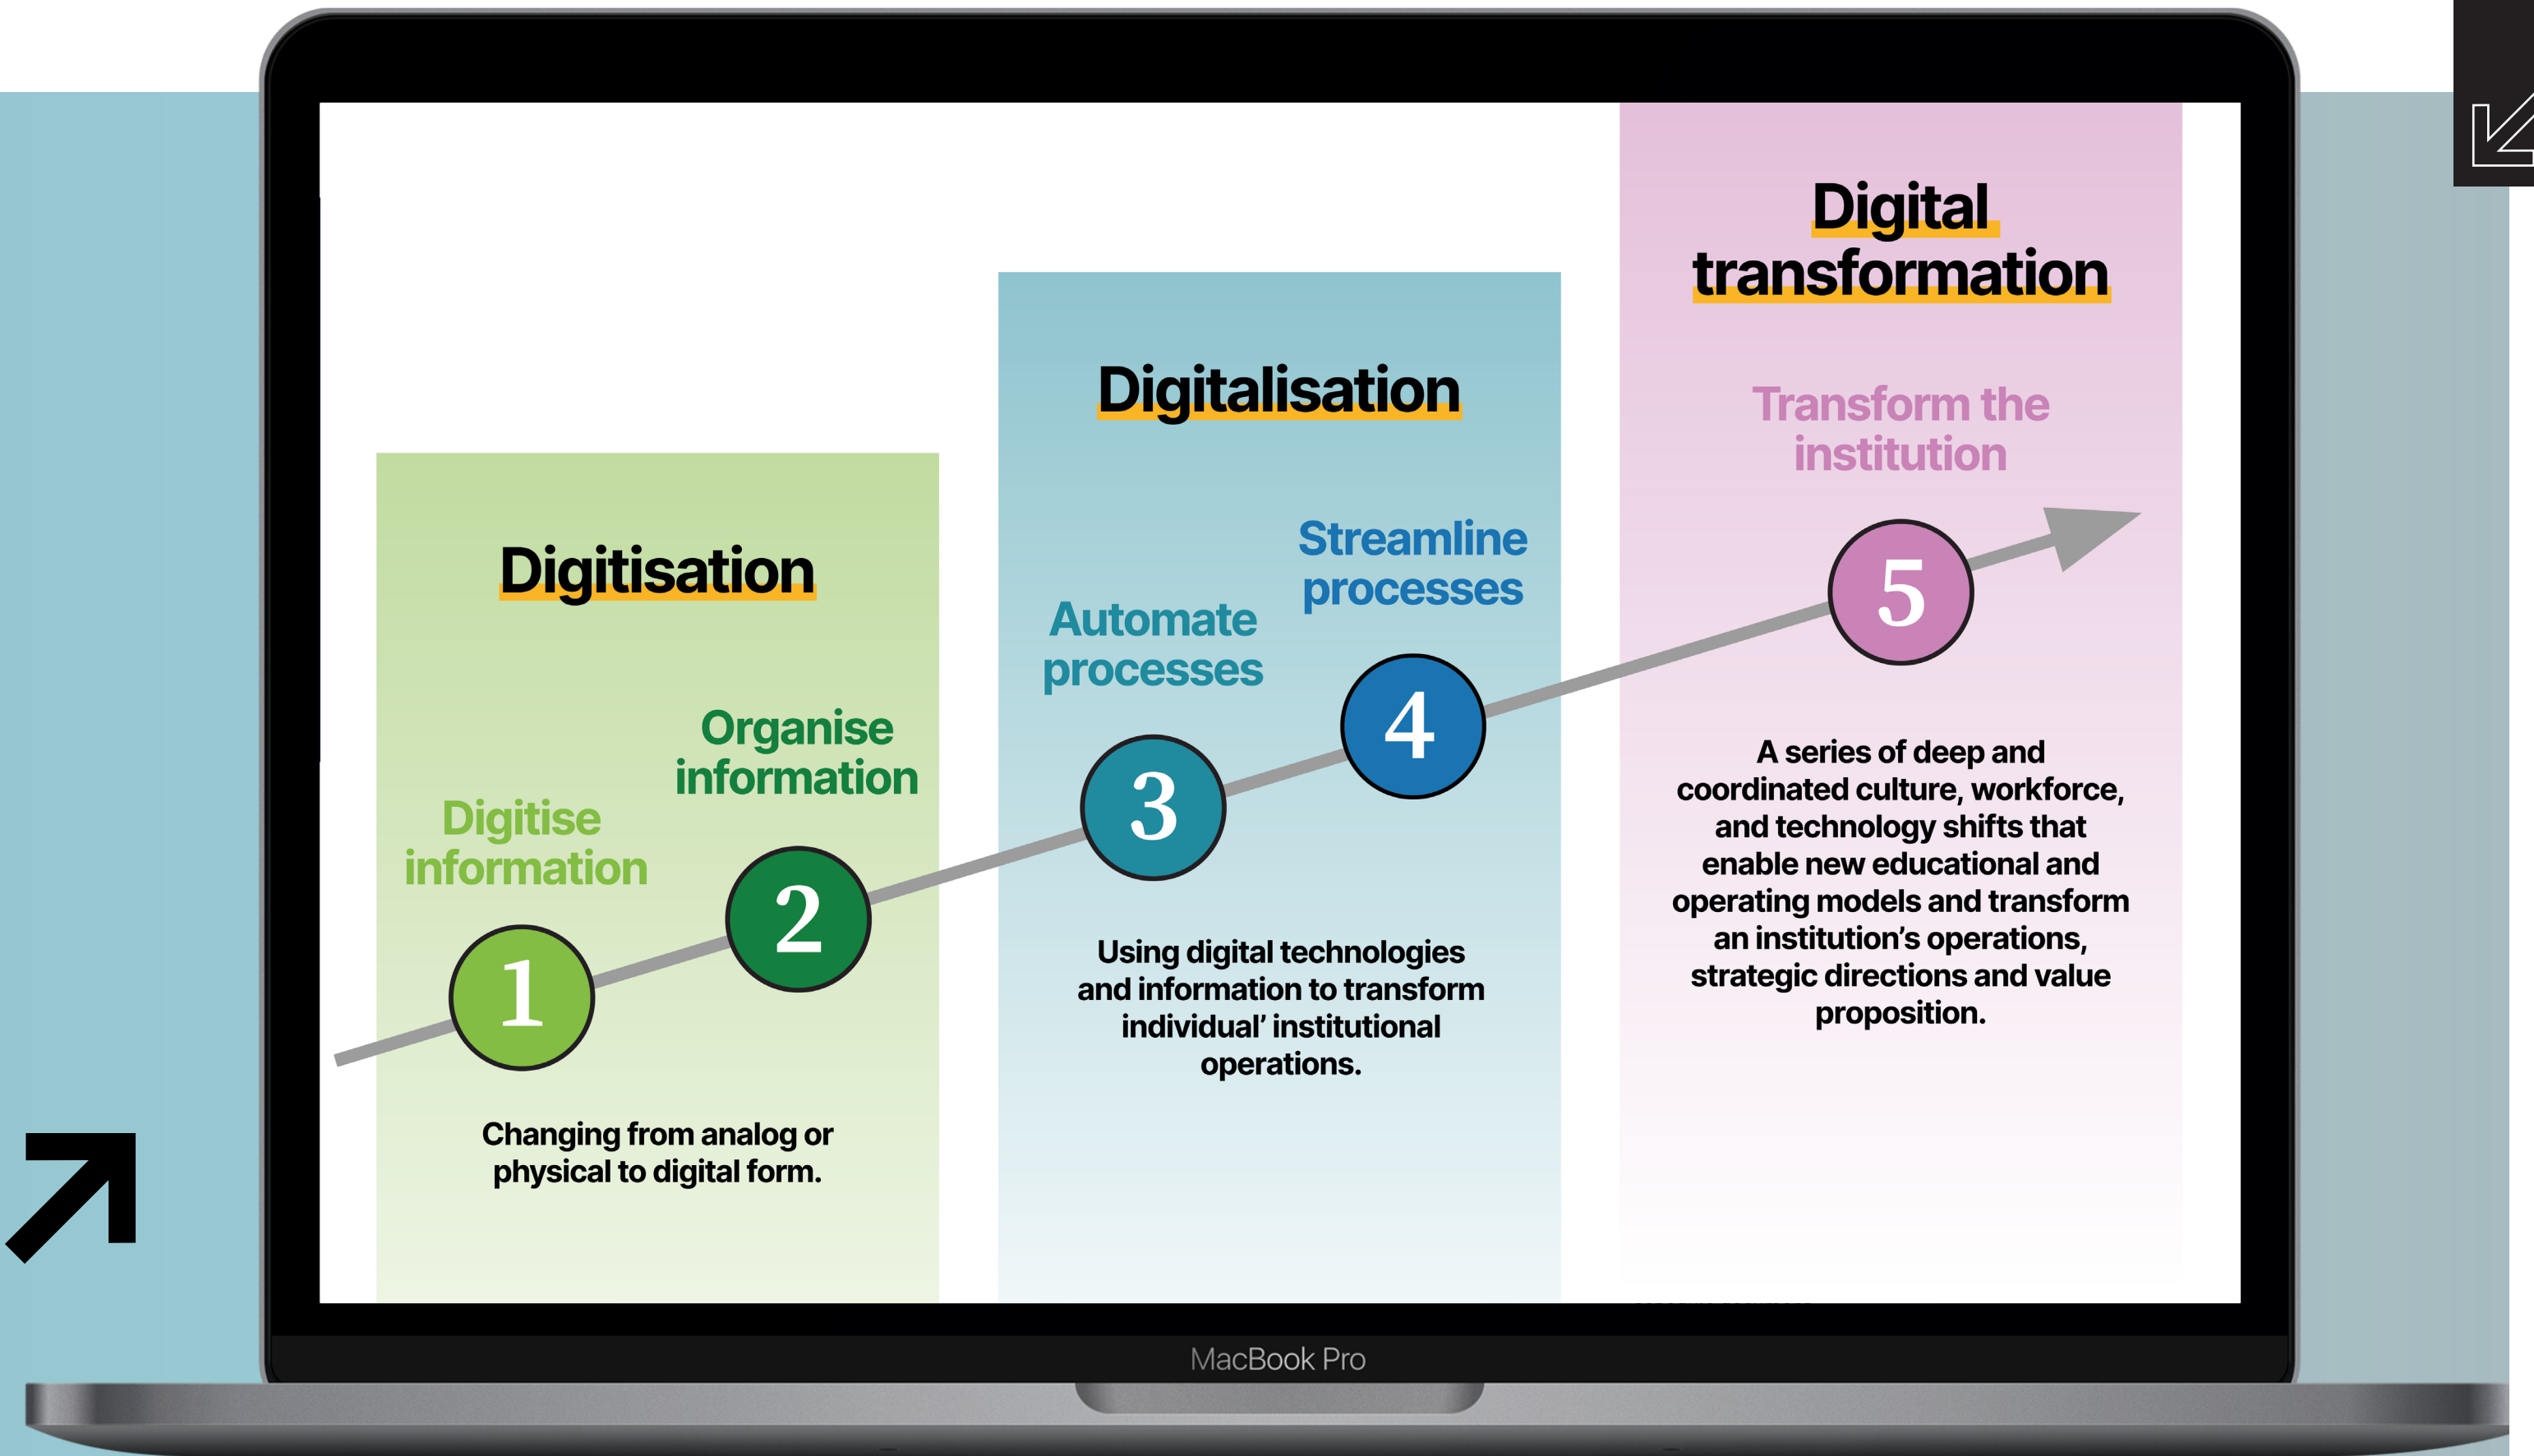 Digitisation
Digitise
information
Organise
information
1
2
Changing from analog or
physical to digital form.
Digitalisation
Automate
processes
Streamline
processes
3
4
Using digital technologies
and information to transform
individual’ institutional
operations.
Digital
transformation
Transform the
institution
5
A series of deep and
coordinated culture, workforce,
and technology shifts that
enable new educational and
operating models and transform
an institution’s operations,
strategic directions and value
proposition.
MacBook Pro